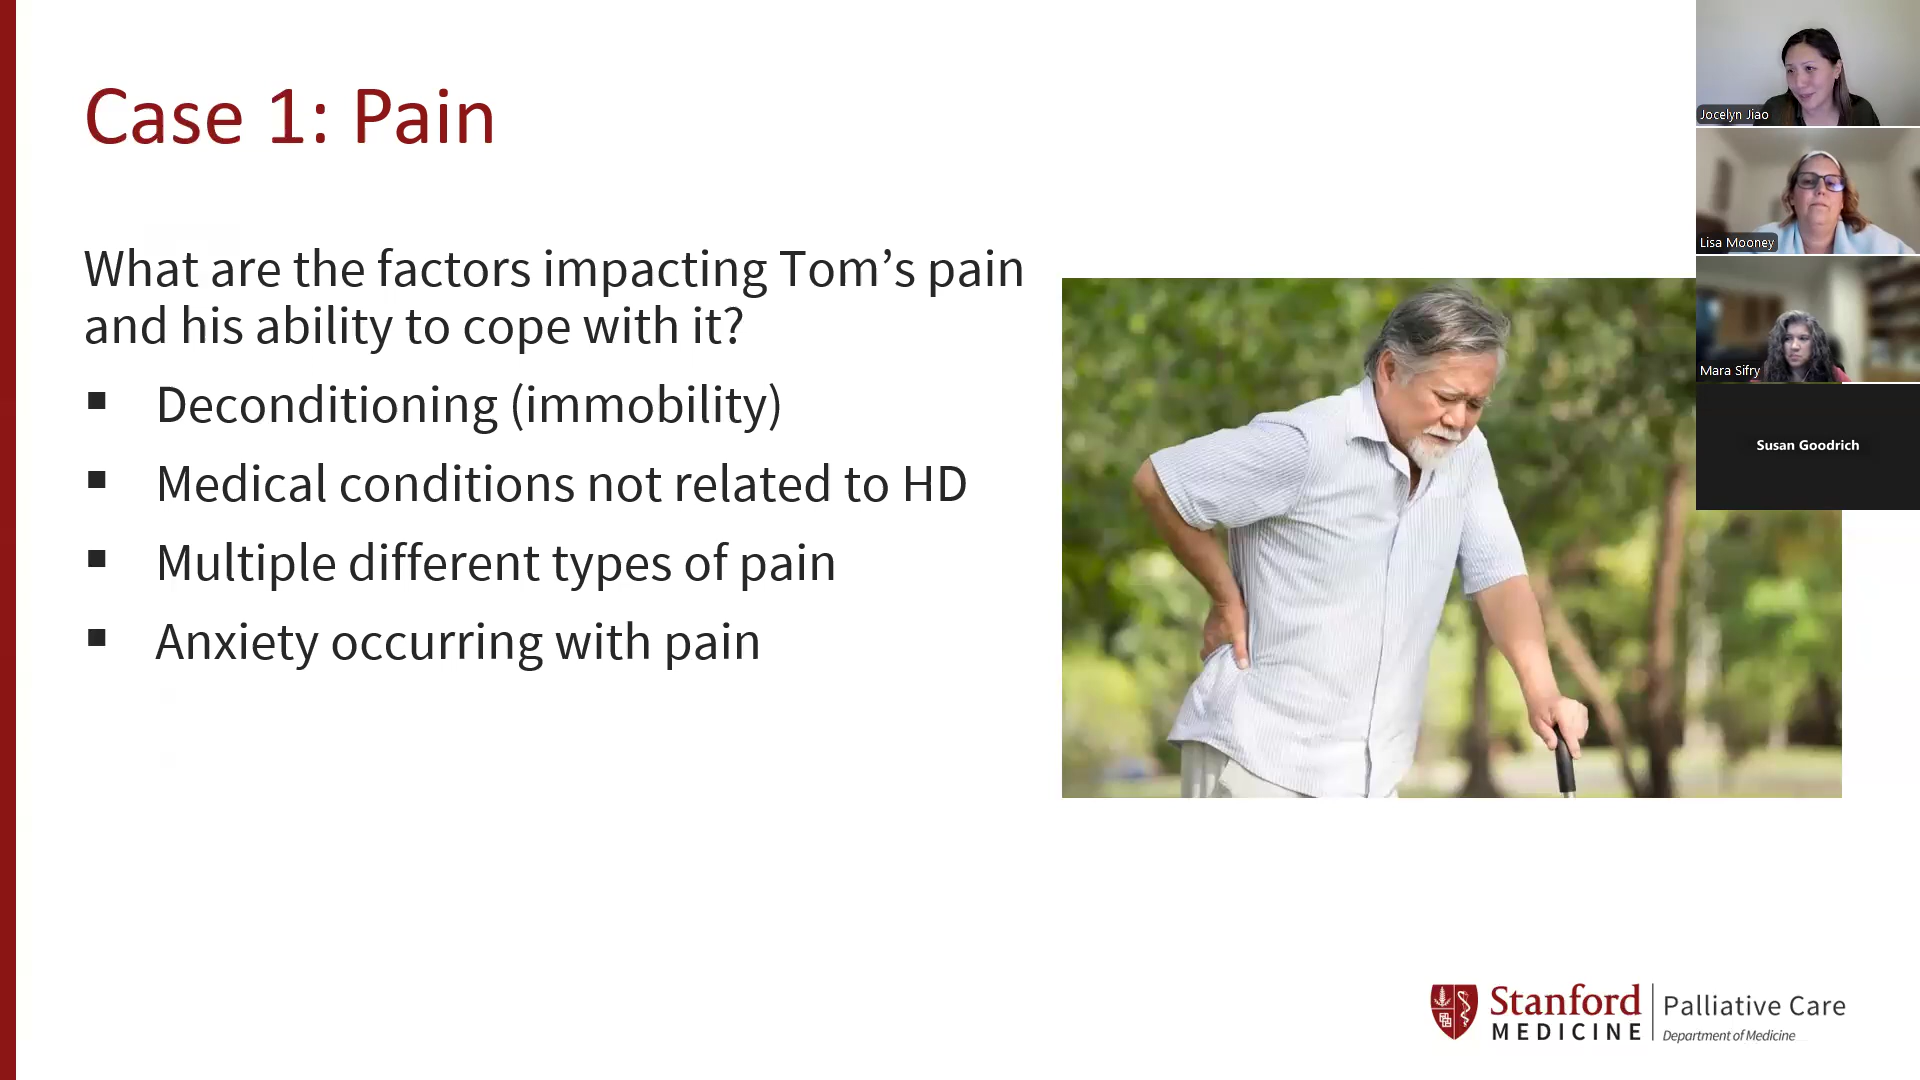 Case 1: Pain
What are the factors impacting Tom’s pain
and his ability to cope with it?
▪ Deconditioning (immobility)
▪ Medical conditions not related to HD
▪ Multiple different types of pain
▪ Anxiety occurring with pain
Jocelyn Jiao
Lisa Mooney
Mara Sifry
Susan Goodrich
Stanford
MEDICINE
Palliative Care
Department of Medicine